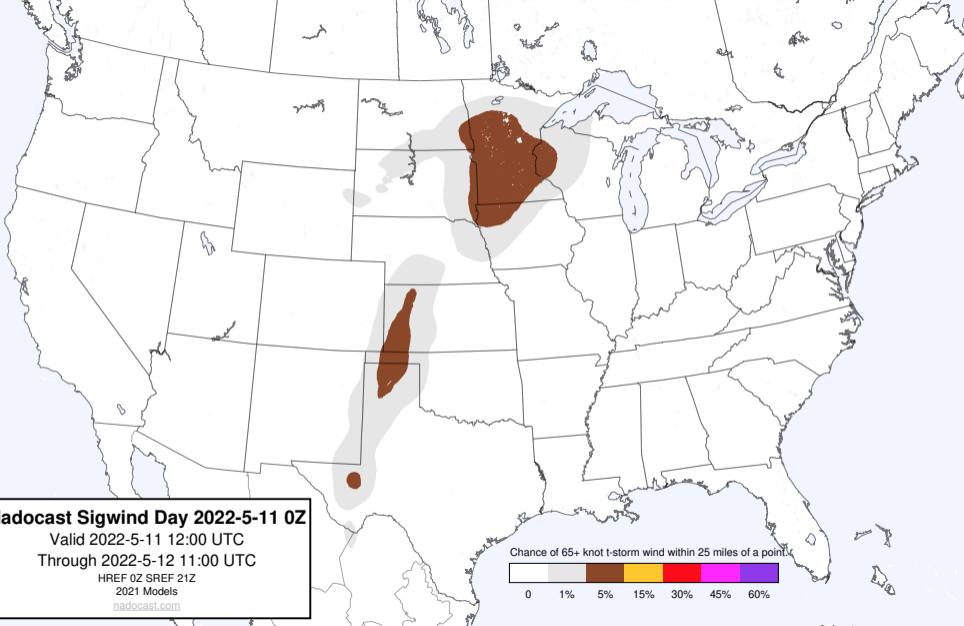 adocast Sigwind Day 2022-5-11 0Z
Valid 2022-5-11 12:00 UTC
Through 2022-5-12 11:00 UTC
HREF 0Z SREF 21Z
2021 Models
nadocast.com
Chance of 65+ knot t-storm wind within 25 miles of a point.
0 1% 5% 15% 30% 45% 60%